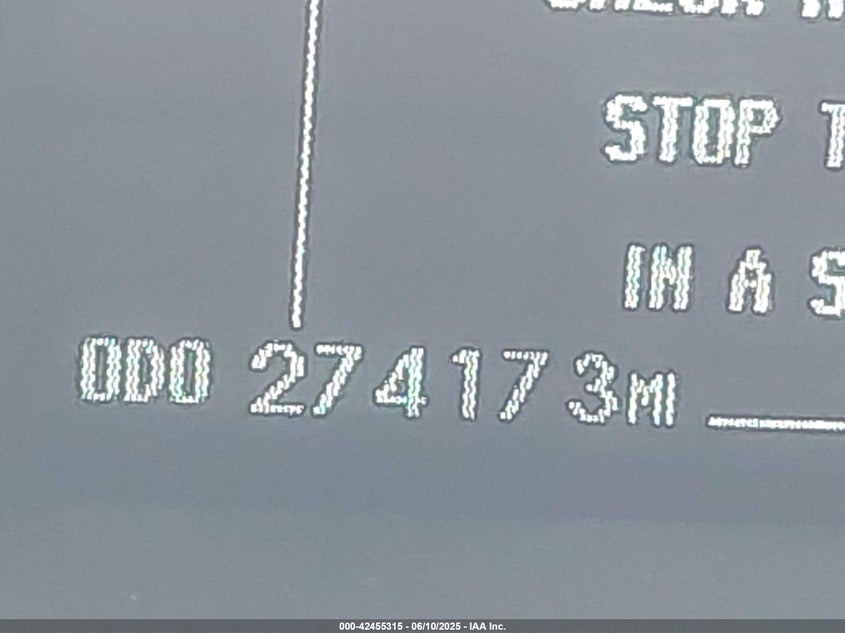 STOP
IN A
ODO 274173MI
000-42455315 - 06/10/2025 - IAA Inc.